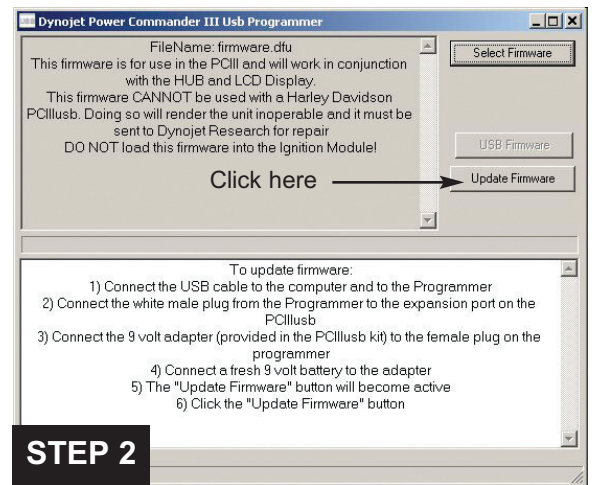 Dynojet Power Commander III Usb Programmer
FileName: firmware.dfu
This firmware is for use in the PCIII and will work in conjunction
with the HUB and LCD Display.
This firmware CANNOT be used with a Harley Davidson
PCIIIusb. Doing so will render the unit inoperable and it must be
sent to Dynojet Research for repair
DO NOT load this firmware into the Ignition Module!
Select Firmware
USB Firmware
Click here
Update Firmware
To update firmware:
1) Connect the USB cable to the computer and to the Programmer
2) Connect the white male plug from the Programmer to the expansion port on the
PCIIIusb
3) Connect the 9 volt adapter (provided in the PCIIIusb kit) to the female plug on the
programmer
4) Connect a fresh 9 volt battery to the adapter
5) The "Update Firmware" button will become active
6) Click the "Update Firmware" button
STEP 2